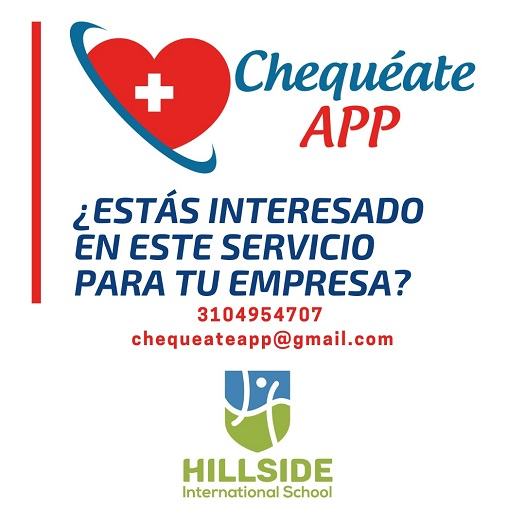 Chequéate
APP
¿ESTÁS INTERESADO
EN ESTE SERVICIO
PARA TU EMPRESA?
3104954707
chequeateapp@gmail.com
HILLSIDE
International School